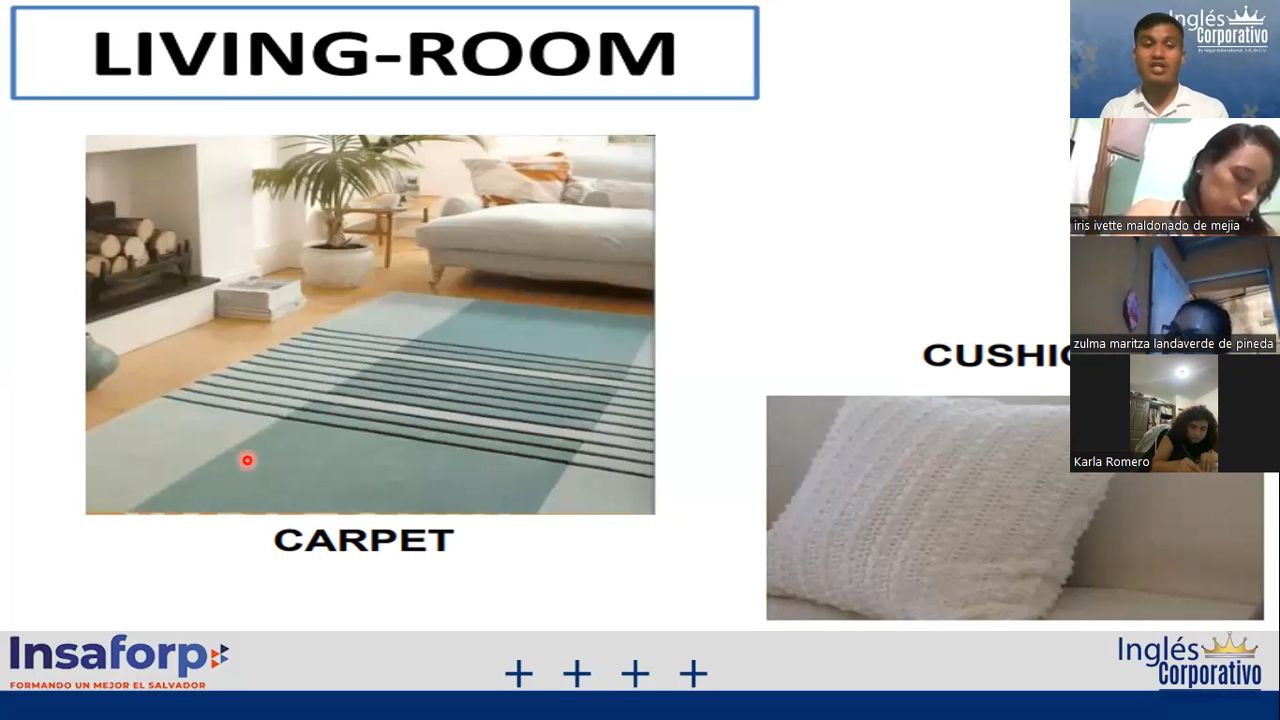 LIVING-ROOM
CARPET
Inglés
Corporativo
iris ivette maldonado de mejia
zulma maritza landaverde de pineda
Karla Romero
Insaforp
FORMANDO UN MEJOR EL SALVADOR
Inglés
Corporativo